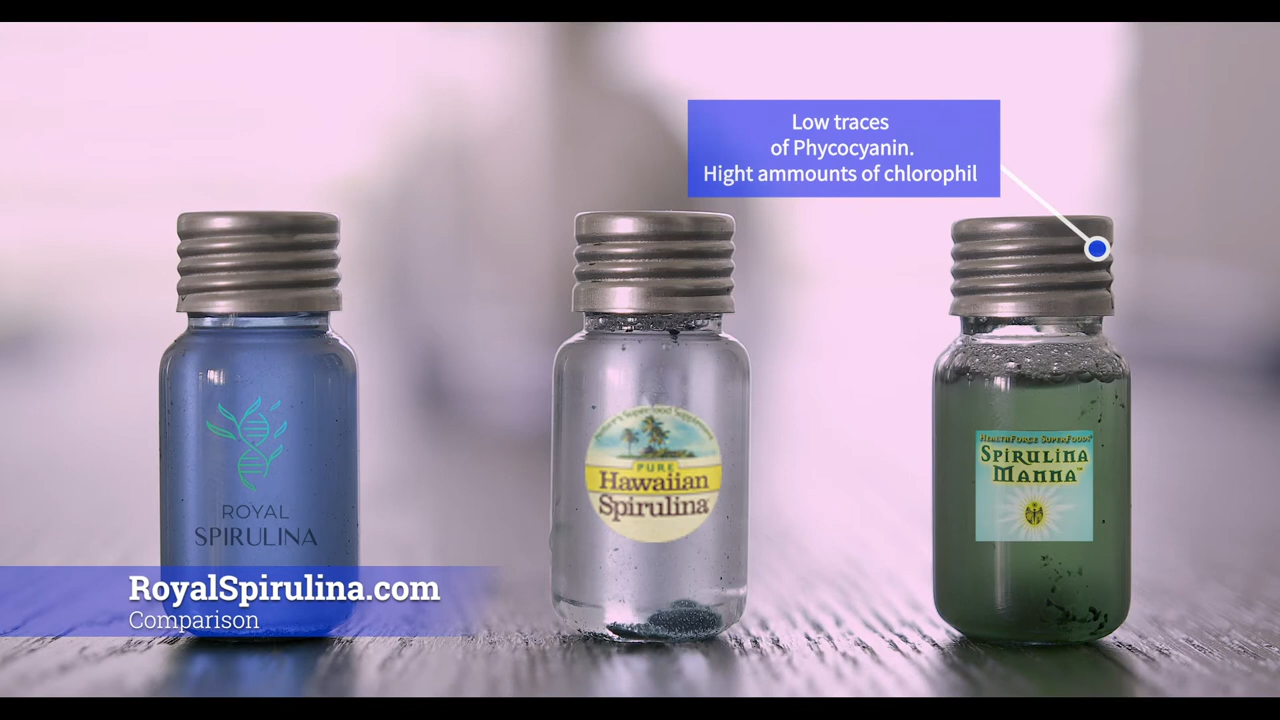 Low traces
of Phycocyanin.
Hight ammounts of chlorophil
ROYAL
SPIRULINA
PURE
Hawaiian
Spirulina
HEALTHFORCE SUPERFOODS
SPIRULINA
MANNA™
RoyalSpirulina.com
Comparison